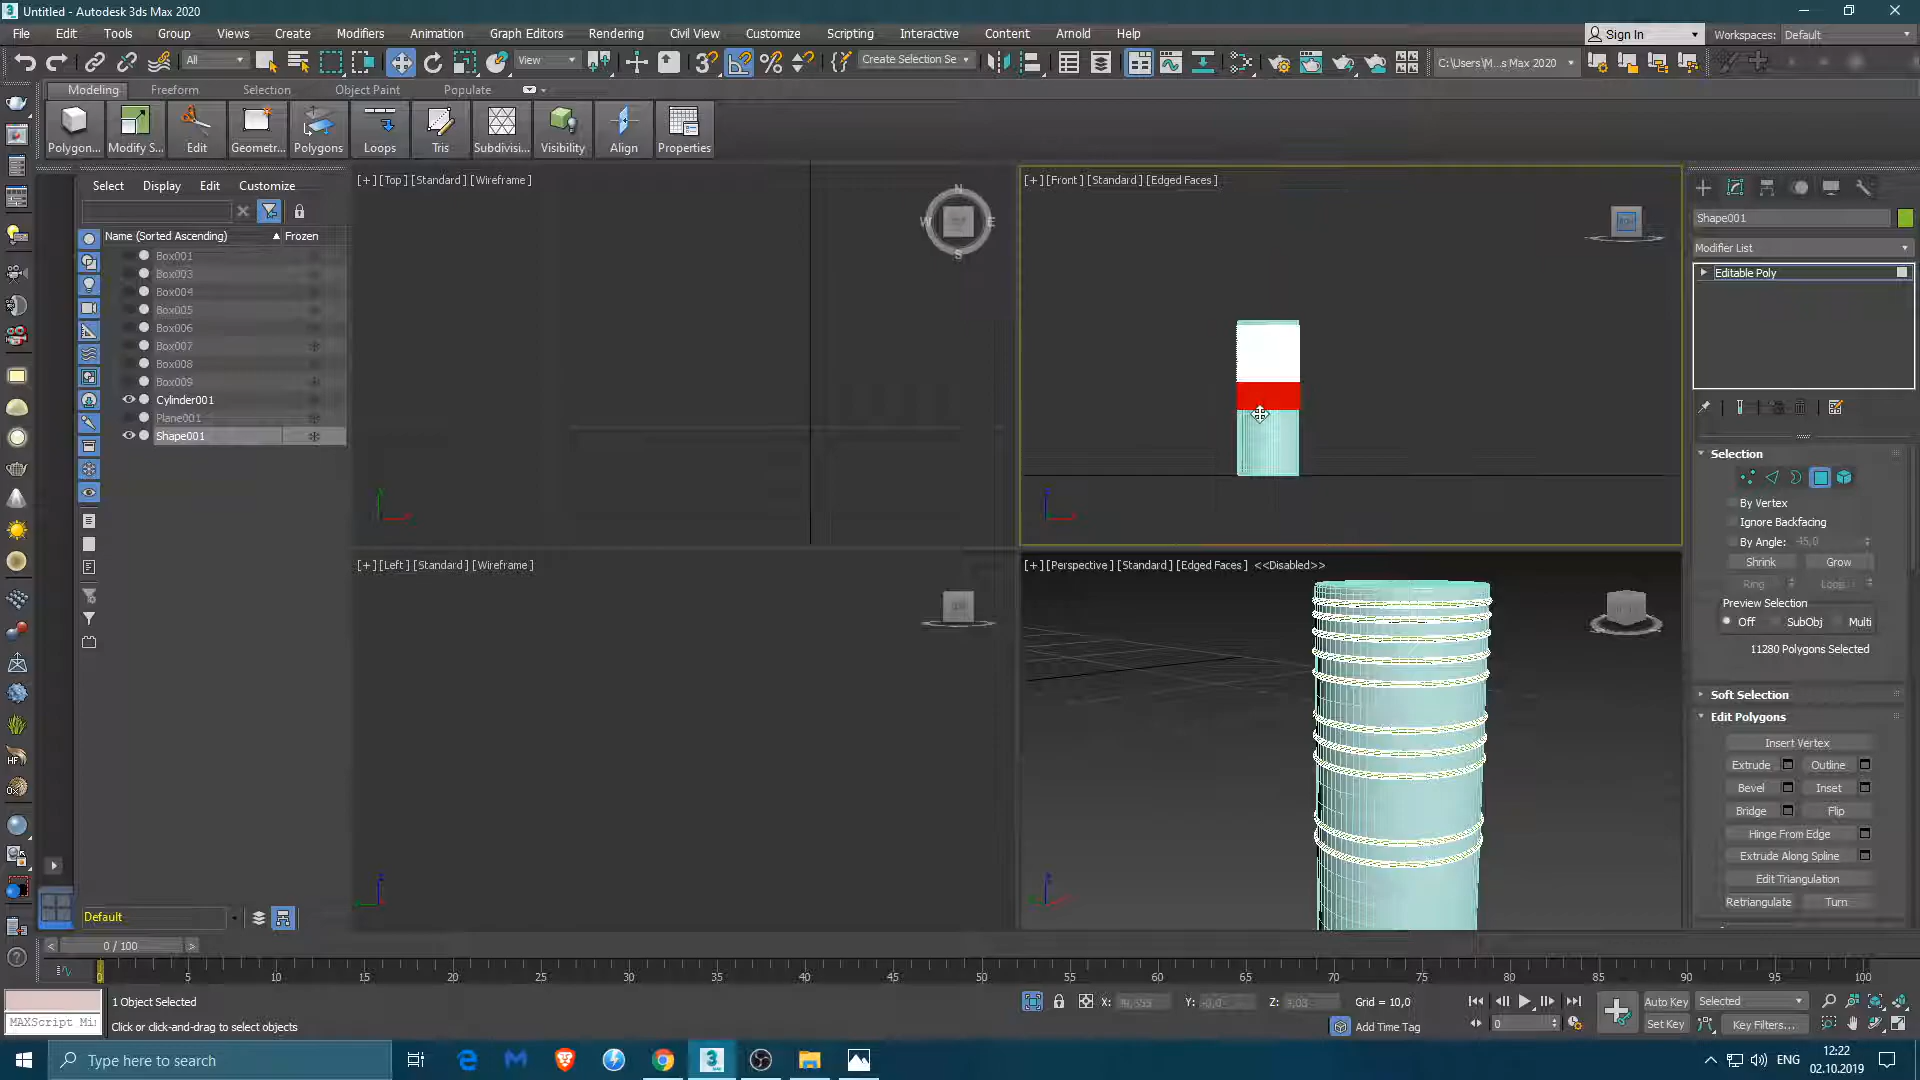 Untitled - Autodesk 3ds Max 2020
File Edit Tools Group Views Create Modifiers Animation Graph Editors Rendering Civil View Customize Scripting Interactive Content Arnold Help
Sign In
Workspaces: Default
All
View
Create Selection Se
C:\Users\M...s Max 2020
Modeling Freeform Selection Object Paint Populate
Polygon... Modify S... Edit Geometr... Polygons Loops Tris Subdivisi... Visibility Align Properties
Select Display Edit Customize
Name (Sorted Ascending) Frozen
Box001
Box003
Box004
Box005
Box006
Box007
Box008
Box009
Cylinder001
Plane001
Shape001
Default
[+] [Top] [Standard] [Wireframe]
N
W E
S
[+] [Front] [Standard] [Edged Faces]
[+] [Left] [Standard] [Wireframe]
[+] [Perspective] [Standard] [Edged Faces] <<Disabled>>
Shape001
Modifier List
Editable Poly
Selection
By Vertex
Ignore Backfacing
By Angle: 45,0
Shrink Grow
Ring Loop
Preview Selection
Off SubObj Multi
11280 Polygons Selected
Soft Selection
Edit Polygons
Insert Vertex
Extrude Outline
Bevel Inset
Bridge Flip
Hinge From Edge
Extrude Along Spline
Edit Triangulation
Retriangulate Turn
< 0 / 100 >
0 5 10 15 20 25 30 35 40 45 50 55 60 65 70 75 80 85 90 95 100
MAXScript Mi
1 Object Selected
Click or click-and-drag to select objects
X: Y: Z: Grid = 10,0
Add Time Tag
0
Auto Key Selected
Set Key Key Filters...
Type here to search
ENG
12:22
02.10.2019